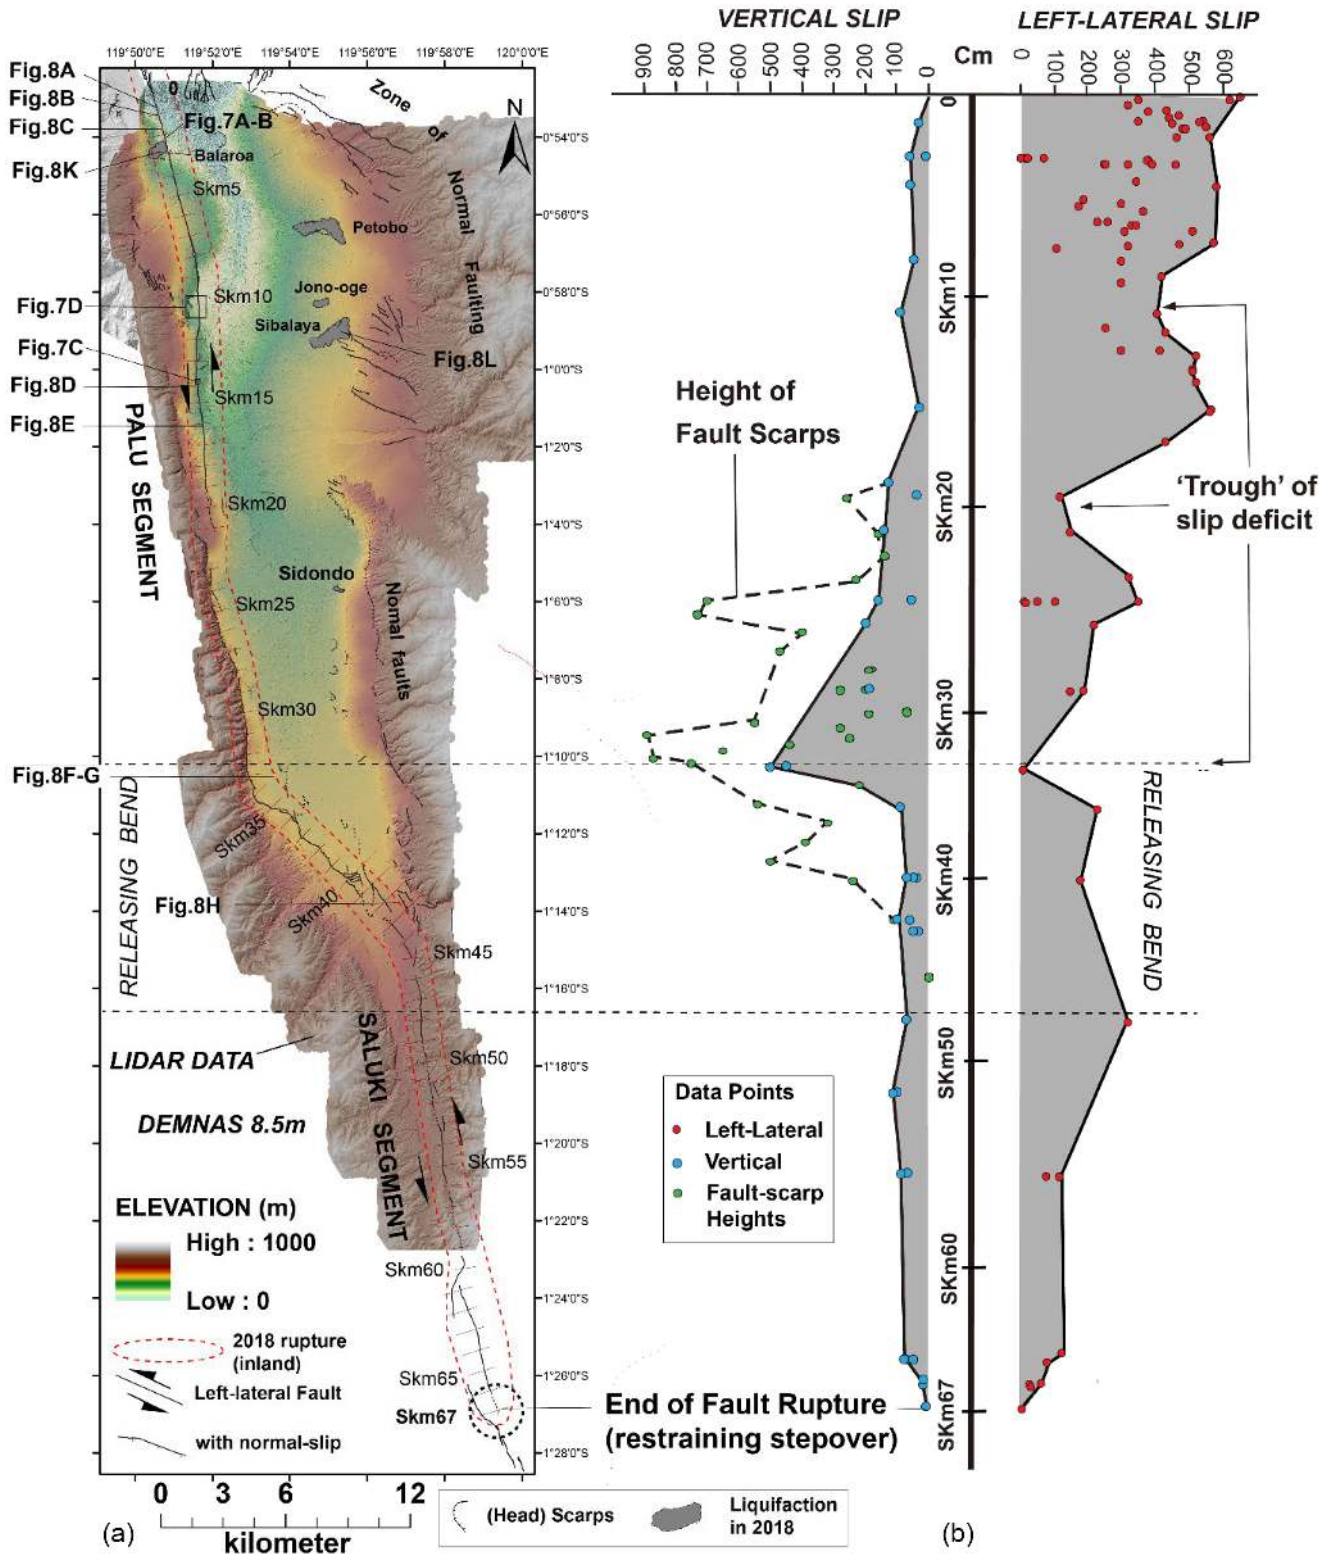 VERTICAL SLIP
LEFT-LATERAL SLIP
119°50'0"E 119°52'0"E 119°54'0"E 119°56'0"E 119°58'0"E 120°0'0"E
900 800 700 600 500 400 300 200 100 0
Cm
0 100 200 300 400 500 600
Fig.8A
Fig.8B
Fig.8C
Fig.8K
Fig.7D
Fig.7C
Fig.8D
Fig.8E
Fig.8F-G
Fig.8H
0
Fig.7A-B
Balaroa
Skm5
Zone of
Normal
Faulting
N
Petobo
Skm10
Jono-oge
Sibalaya
Fig.8L
Skm15
PALU SEGMENT
Skm20
Sidondo
Skm25
Nomal faults
Skm30
Skm35
Skm40
RELEASING BEND
Skm45
SALUKI SEGMENT
Skm50
Skm55
Skm60
Skm65
Skm67
0°54'0"S
0°56'0"S
0°58'0"S
1°0'0"S
1°2'0"S
1°4'0"S
1°6'0"S
1°8'0"S
1°10'0"S
1°12'0"S
1°14'0"S
1°16'0"S
1°18'0"S
1°20'0"S
1°22'0"S
1°24'0"S
1°26'0"S
1°28'0"S
LIDAR DATA
DEMNAS 8.5m
ELEVATION (m)
High : 1000
Low : 0
2018 rupture
(inland)
Left-lateral Fault
with normal-slip
0 3 6 12
kilometer
(a)
(Head) Scarps
Liquifaction
in 2018
(b)
Height of
Fault Scarps
0
SKm10
SKm20
SKm30
SKm40
SKm50
SKm60
SKm67
'Trough' of
slip deficit
RELEASING BEND
Data Points
Left-Lateral
Vertical
Fault-scarp
Heights
End of Fault Rupture
(restraining stepover)